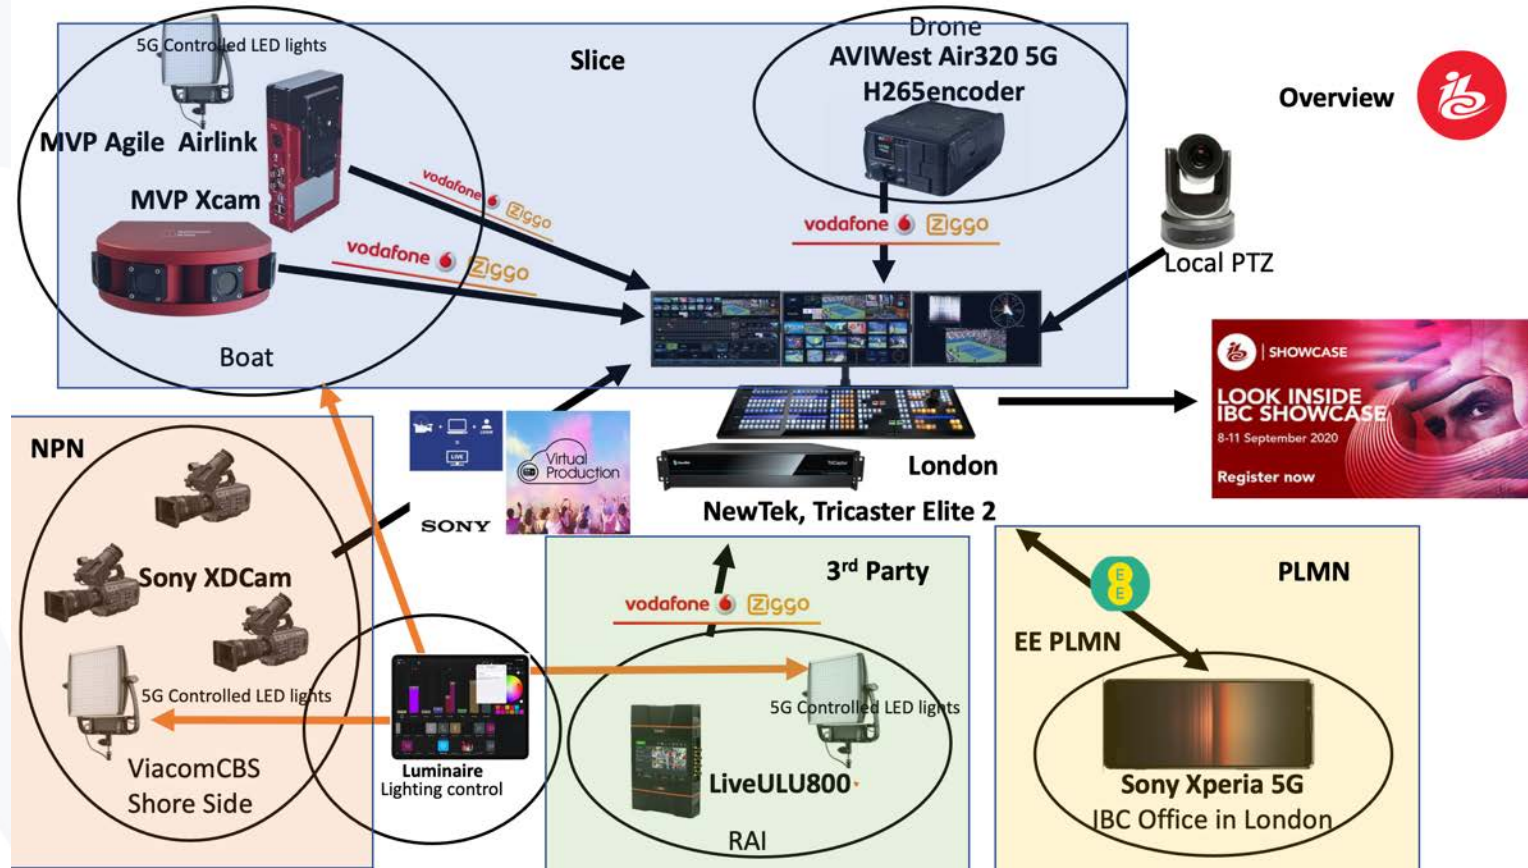 5G Controlled LED lights
MVP Agile Airlink
MVP Xcam
Boat
Slice
vodafone Ziggo
vodafone Ziggo
Drone
AVIWest Air320 5G
H265encoder
vodafone Ziggo
Overview
Local PTZ
SHOWCASE
LOOK INSIDE
IBC SHOWCASE
8-11 September 2020
Register now
NPN
Sony XDCam
5G Controlled LED lights
ViacomCBS
Shore Side
LIVE
Virtual
Production
SONY
London
NewTek, Tricaster Elite 2
Luminaire
Lighting control
3rd Party
vodafone Ziggo
5G Controlled LED lights
LiveULU800
RAI
PLMN
E
E
EE PLMN
Sony Xperia 5G
IBC Office in London